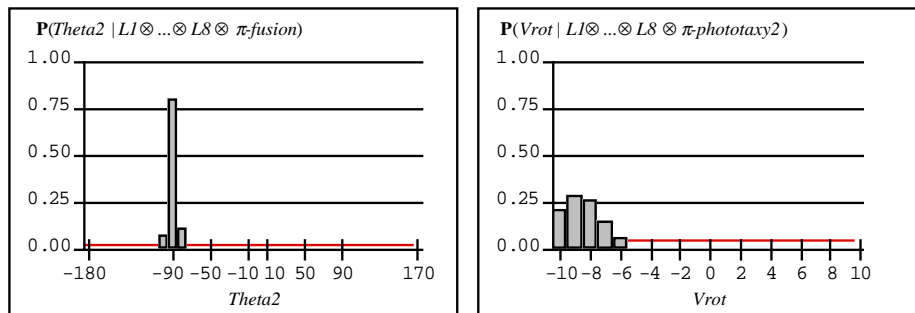 P(Theta2 | L1⊗ ...⊗ L8 ⊗ π-fusion)
1.00
0.75
0.50
0.25
0.00
-180 -90 -50 -10 10 50 90 170
Theta2
P(Vrot | L1⊗ ...⊗ L8 ⊗ π-phototaxy2)
1.00
0.75
0.50
0.25
0.00
-10 -8 -6 -4 -2 0 2 4 6 8 10
Vrot